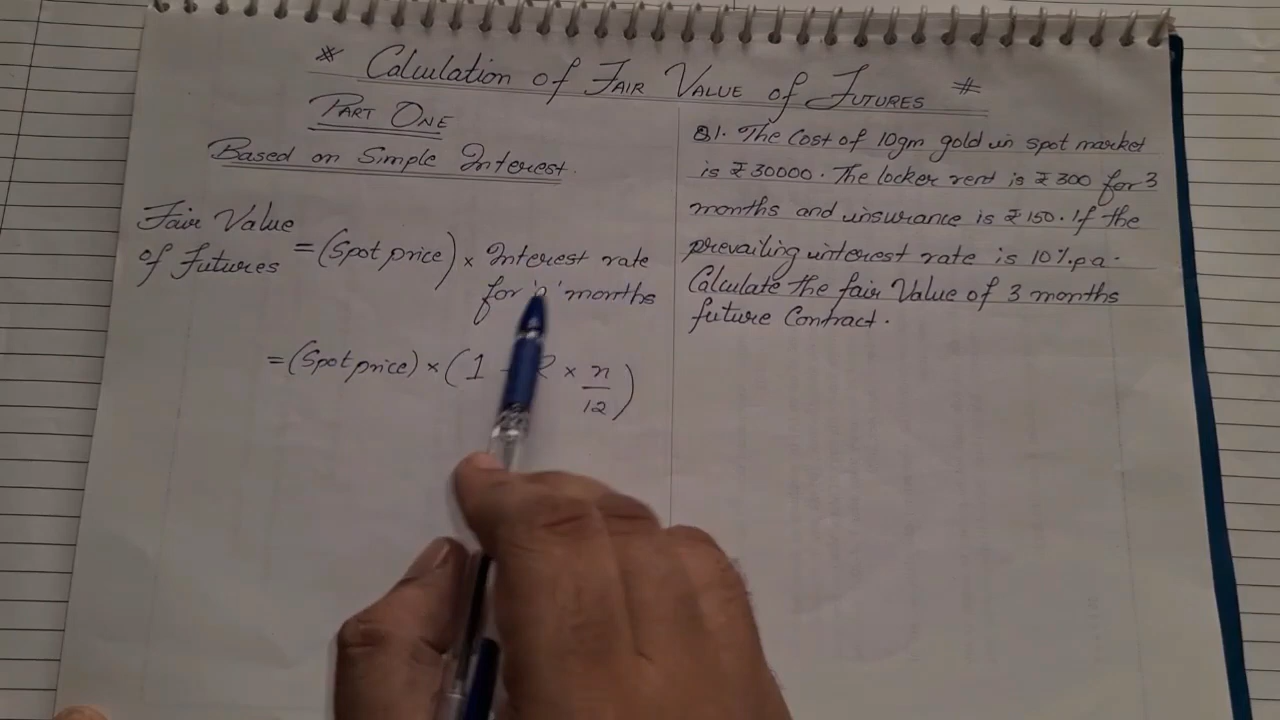 * Calculation of FAIR VALUE of FUTURES *
PART ONE
Based on Simple Interest.
Fair Value
of Futures = (Spot price) × Interest rate
for 'n' months
= (Spot price) × (1 + R × n/12)
Q1. The cost of 10gm gold in spot market
is ₹30000. The locker rent is ₹300 for 3
months and insurance is ₹150. If the
prevailing interest rate is 10% pa.
Calculate the fair Value of 3 months
future Contract.